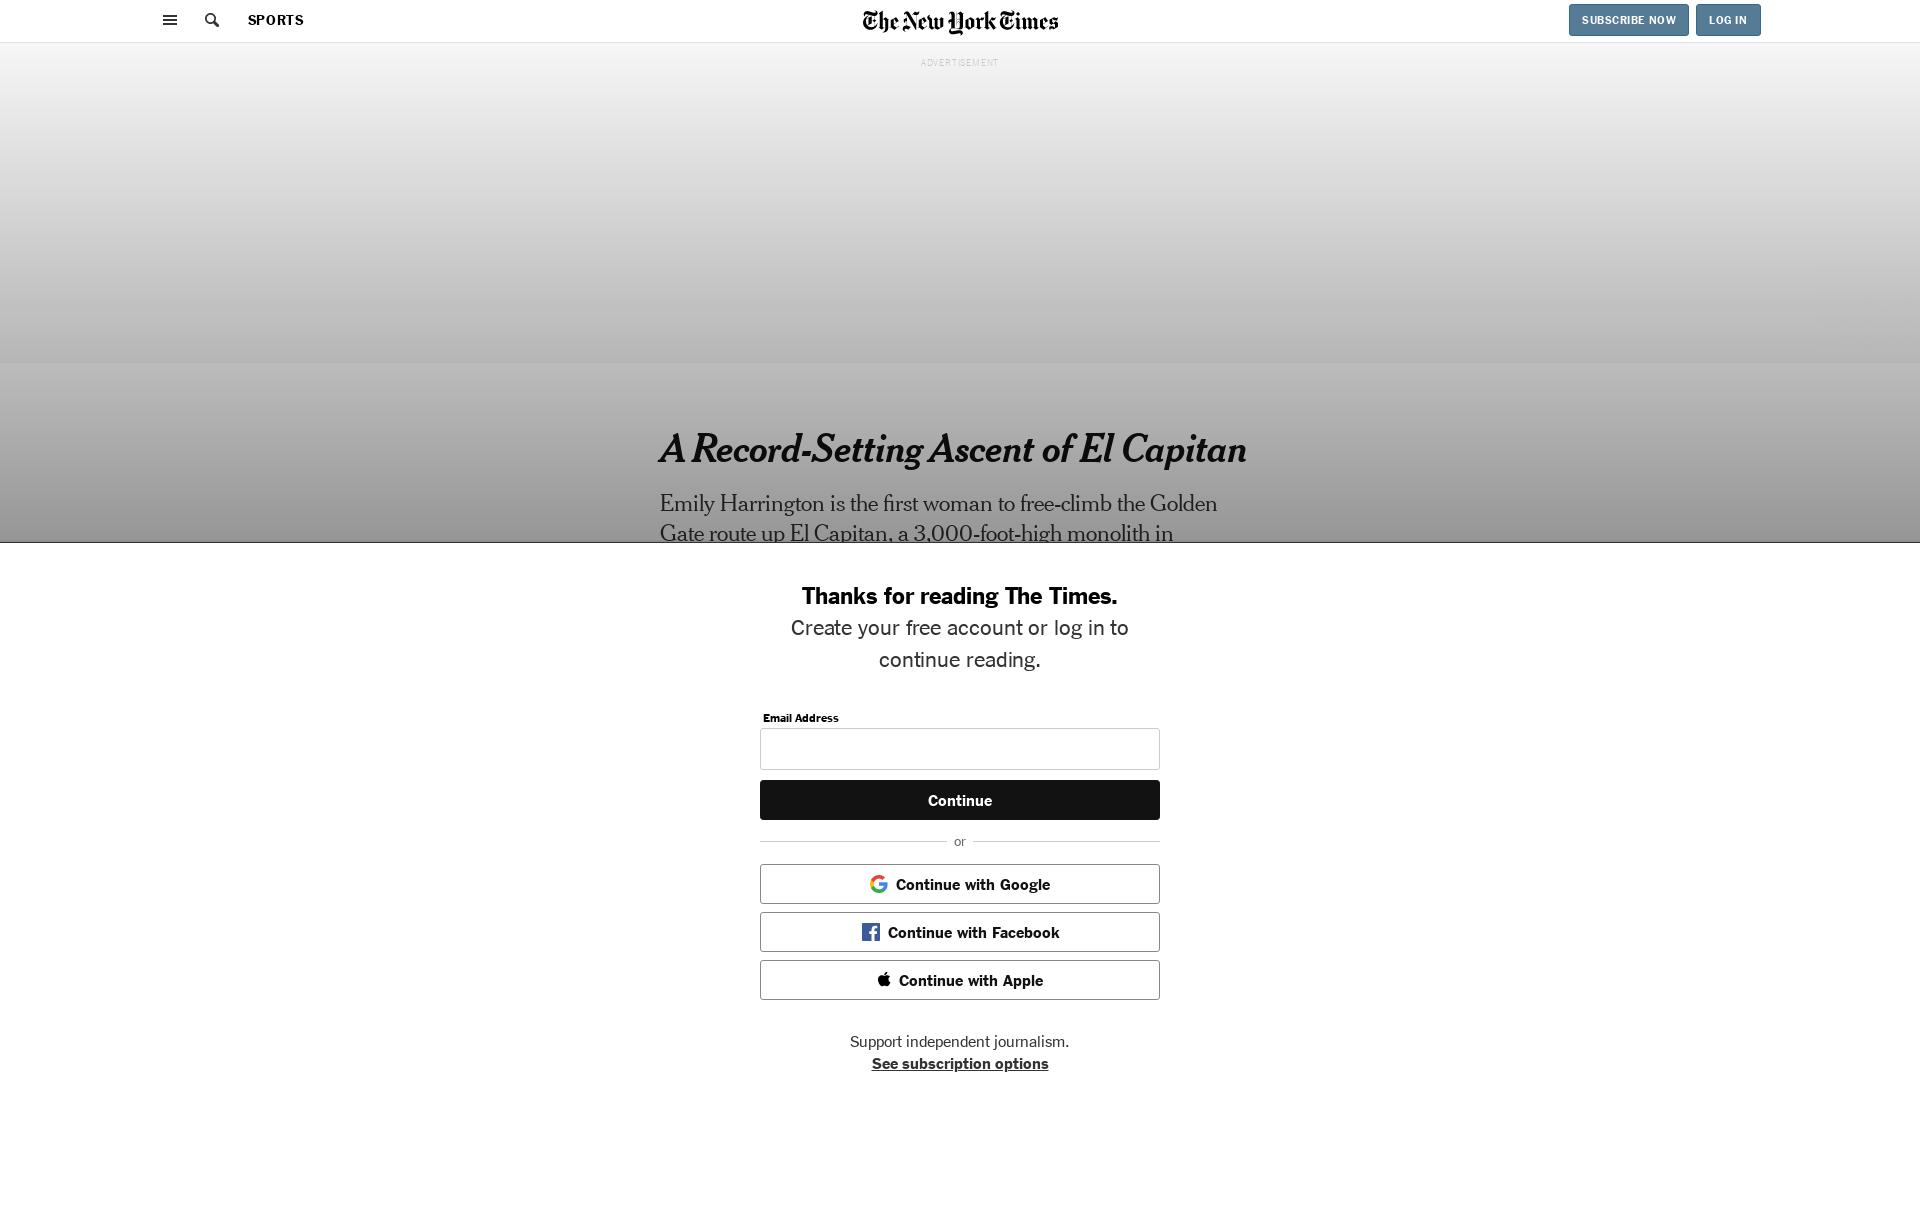 SPORTS
The New York Times
SUBSCRIBE NOW
LOG IN
ADVERTISEMENT
A Record-Setting Ascent of El Capitan
Emily Harrington is the first woman to free-climb the Golden
Gate route up El Capitan, a 3,000-foot-high monolith in
Thanks for reading The Times.
Create your free account or log in to
continue reading.
Email Address
Continue
or
Continue with Google
Continue with Facebook
Continue with Apple
Support independent journalism.
See subscription options